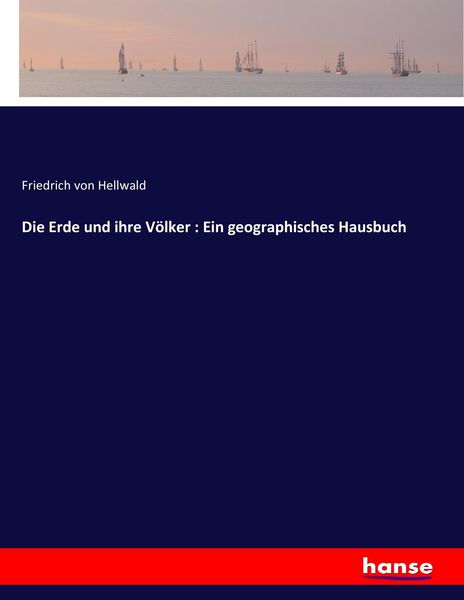 Friedrich von Hellwald
Die Erde und ihre Völker : Ein geographisches Hausbuch
hanse